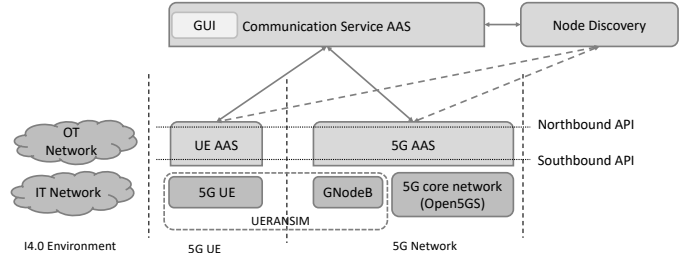 GUI
Communication Service AAS
Node Discovery
OT
Network
UE AAS
5G AAS
Northbound API
Southbound API
IT Network
5G UE
GNodeB
5G core network
(Open5GS)
UERANSIM
I4.0 Environment
5G UE
5G Network